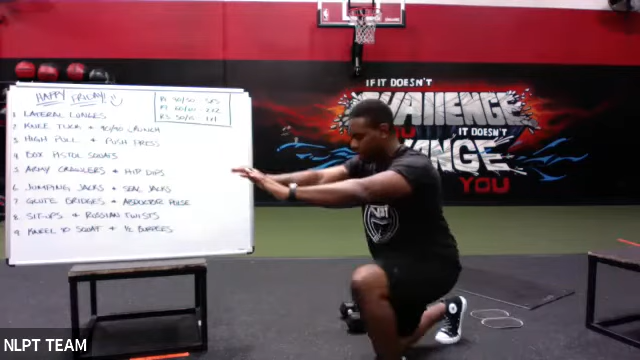 HAPPY FRIDAY
1 LATERAL LUNGES
2 KNEE TUCK + 90/90 CRUNCH
3 HIGH PULL + PUSH PRESS
4 BOX PISTOL SQUATS
5 ARMY CRAWLERS + HIP DIPS
6 JUMPING JACKS + SEAL JACKS
7 GLUTE BRIDGES + ABDUCTOR PULSE
8 SIT-UPS + RUSSIAN TWISTS
9 KNEEL TO SQUAT + 1/2 BURPEES
IF IT DOESN'T
CHALLENGE
YOU IT DOESN'T
CHANGE
YOU
NLPT TEAM